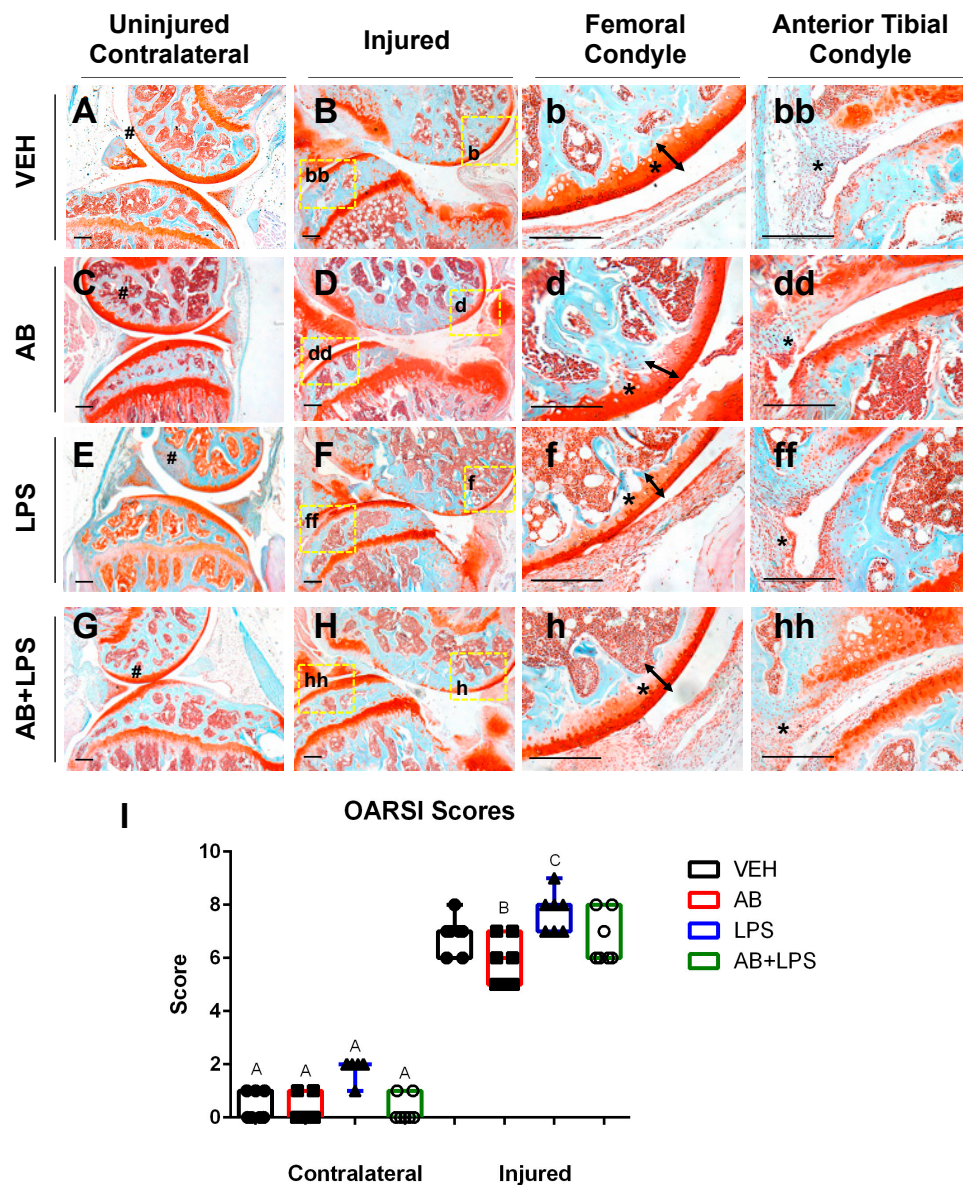 Uninjured Contralateral Injured Femoral Condyle Anterior Tibial Condyle
VEH
A # B b bb b * bb *
AB
C # D d dd d * dd *
LPS
E # F f ff f * ff *
AB+LPS
G # H hh h h * hh *
I OARSI Scores
10
8
6
4
2
0
Score
A A A A B C
VEH
AB
LPS
AB+LPS
Contralateral Injured